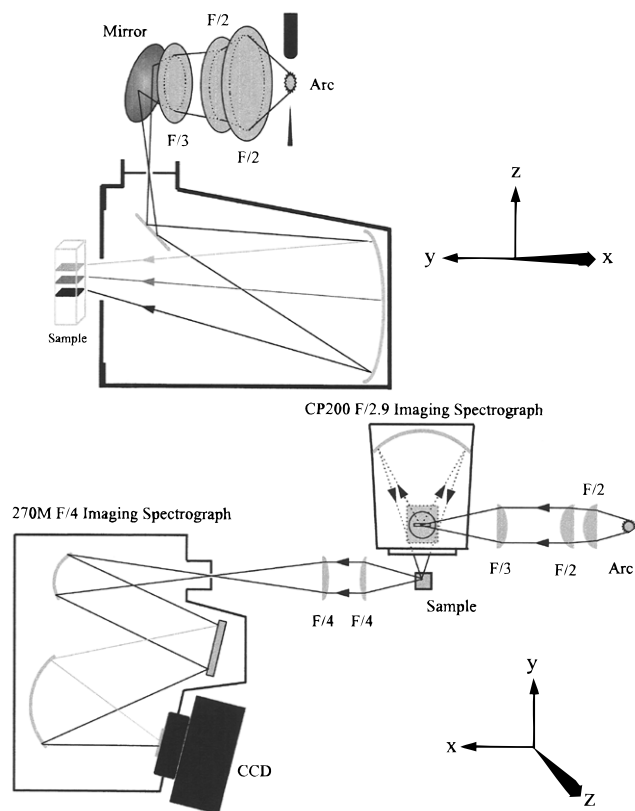 F/2
Mirror
Arc
F/3
F/2
z
y
x
Sample
CP200 F/2.9 Imaging Spectrograph
270M F/4 Imaging Spectrograph
F/2
F/3
F/2
Arc
Sample
F/4
F/4
y
x
z
CCD